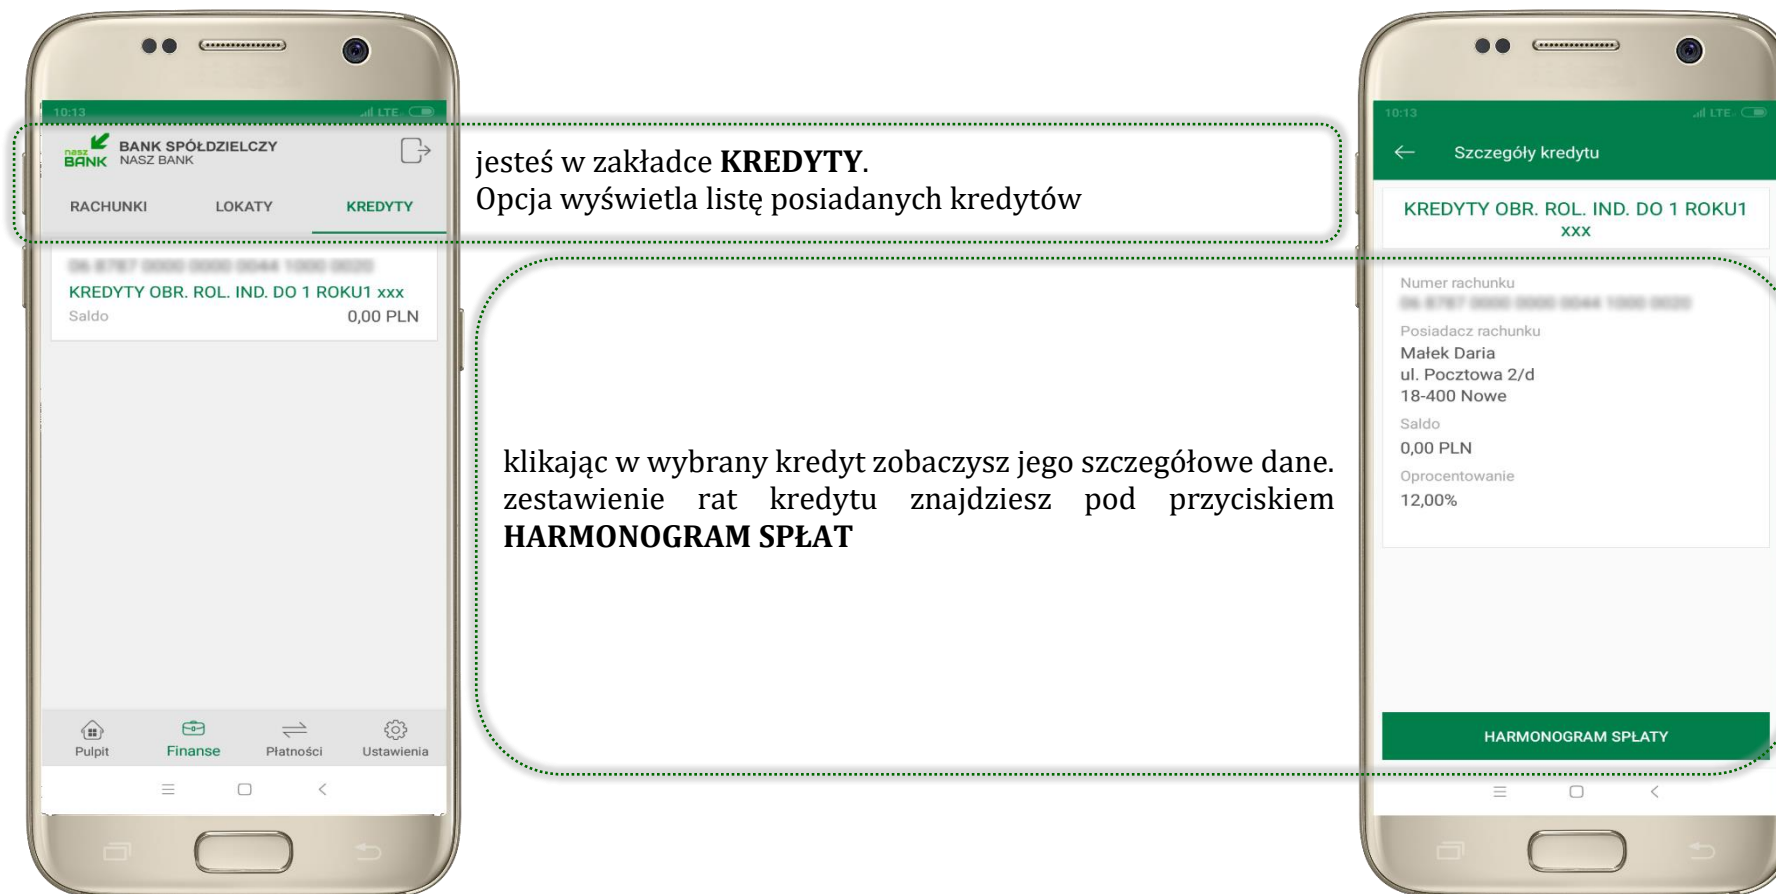 10:13
LTE
nasz
BANK
BANK SPÓŁDZIELCZY
NASZ BANK
RACHUNKI LOKATY KREDYTY
KREDYTY OBR. ROL. IND. DO 1 ROKU1 xxx
Saldo 0,00 PLN
Pulpit Finanse Płatności Ustawienia
jesteś w zakładce KREDYTY.
Opcja wyświetla listę posiadanych kredytów
klikając w wybrany kredyt zobaczysz jego szczegółowe dane.
zestawienie rat kredytu znajdziesz pod przyciskiem
HARMONOGRAM SPŁAT
10:13
LTE
Szczegóły kredytu
KREDYTY OBR. ROL. IND. DO 1 ROKU1
xxx
Numer rachunku
Posiadacz rachunku
Małek Daria
ul. Pocztowa 2/d
18-400 Nowe
Saldo
0,00 PLN
Oprocentowanie
12,00%
HARMONOGRAM SPŁATY